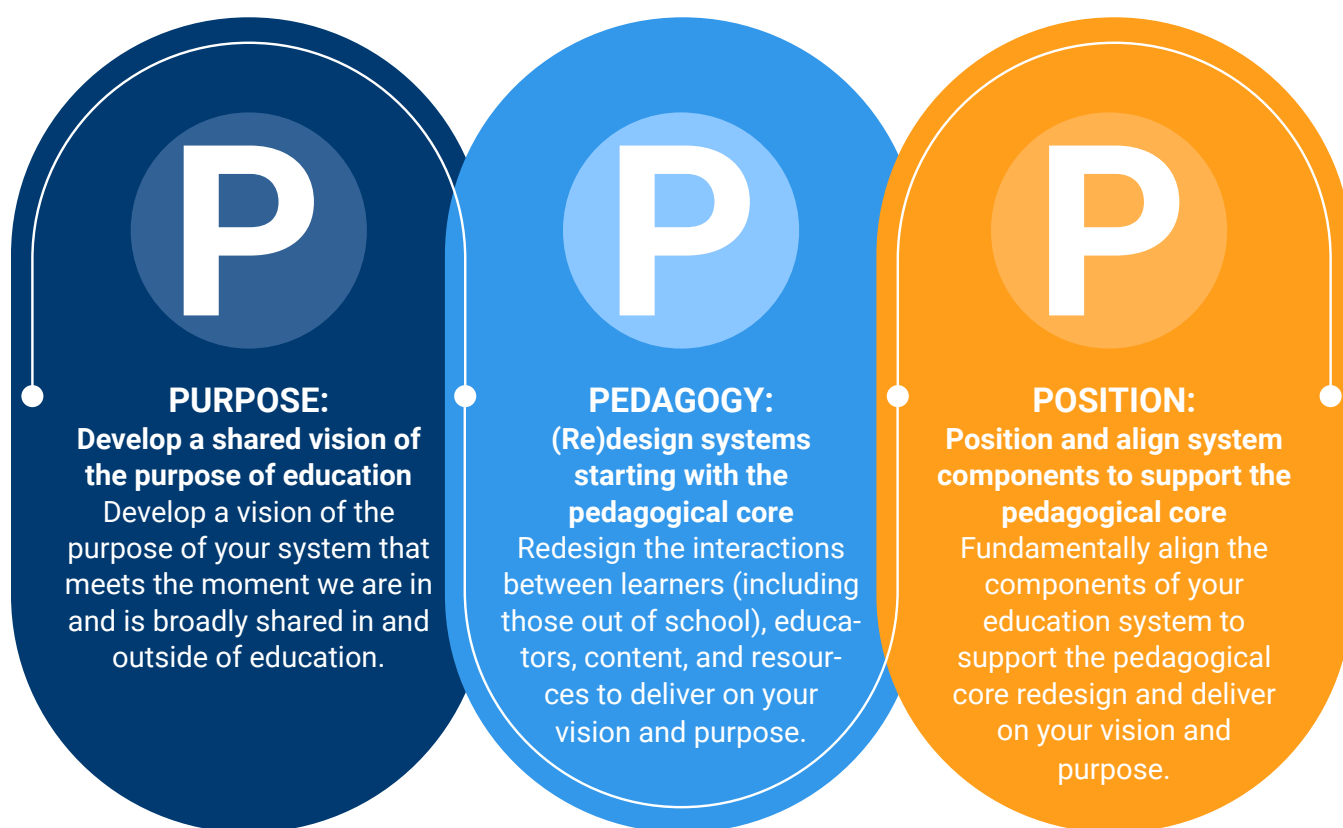 P
PURPOSE:
Develop a shared vision of
the purpose of education
Develop a vision of the
purpose of your system that
meets the moment we are in
and is broadly shared in and
outside of education.
P
PEDAGOGY:
(Re)design systems
starting with the
pedagogical core
Redesign the interactions
between learners (including
those out of school), educa-
tors, content, and resour-
ces to deliver on your
vision and purpose.
P
POSITION:
Position and align system
components to support the
pedagogical core
Fundamentally align the
components of your
education system to
support the pedagogical
core redesign and deliver
on your vision and
purpose.